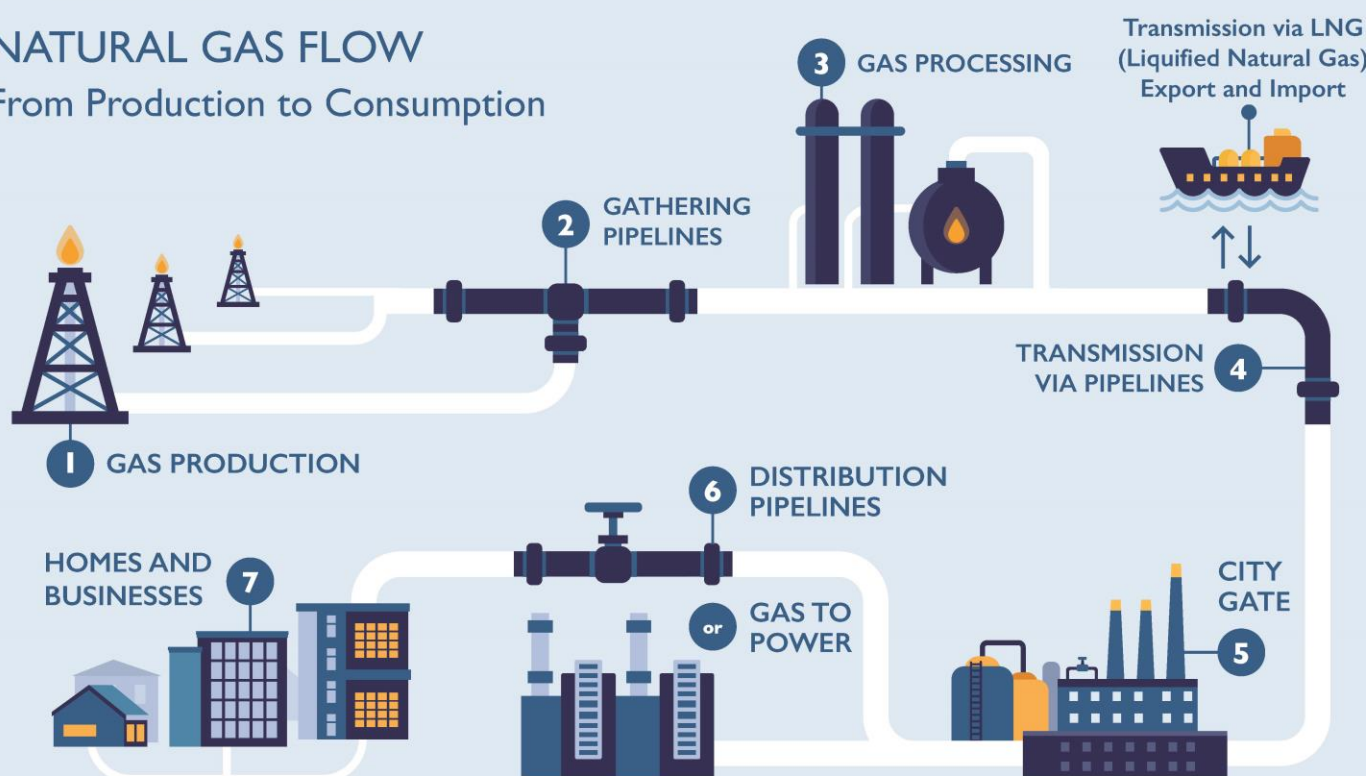 NATURAL GAS FLOW
From Production to Consumption
3 GAS PROCESSING
Transmission via LNG
(Liquified Natural Gas)
Export and Import
2 GATHERING
PIPELINES
TRANSMISSION
VIA PIPELINES 4
1 GAS PRODUCTION
6 DISTRIBUTION
PIPELINES
HOMES AND
BUSINESSES 7
or GAS TO
POWER
CITY
GATE
5